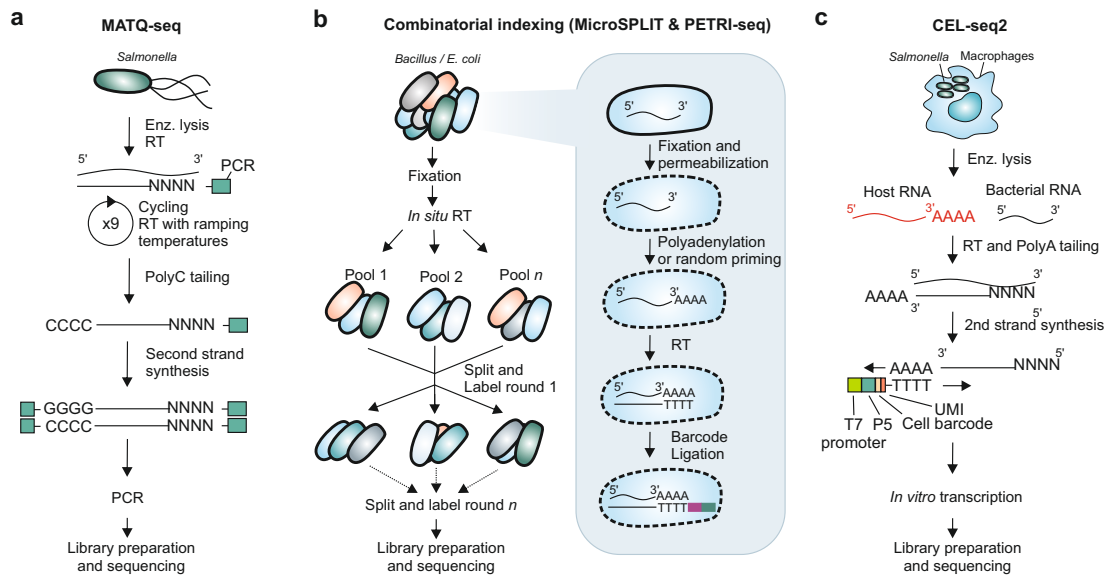 a
MATQ-seq
Salmonella
Enz. lysis
RT
5'
3'
PCR
NNNN
x9
Cycling
RT with ramping
temperatures
PolyC tailing
CCCC
NNNN
Second strand
synthesis
GGGG
NNNN
CCCC
NNNN
PCR
Library preparation
and sequencing
b
Combinatorial indexing (MicroSPLIT & PETRI-seq)
Bacillus / E. coli
Fixation
In situ RT
Pool 1
Pool 2
Pool n
Split and
Label round 1
Split and label round n
Library preparation
and sequencing
5'
3'
Fixation and
permeabilization
5'
3'
Polyadenylation
or random priming
5'
3'AAAA
RT
5'
3'AAAA
TTTT
Barcode
Ligation
5'
3'AAAA
TTTT
c
CEL-seq2
Salmonella
Macrophages
Enz. lysis
Host RNA
Bacterial RNA
5'
3'AAAA
5'
3'
RT and PolyA tailing
5'
3'
AAAA
NNNN
3'
5'
2nd strand synthesis
3'
5'
AAAA
NNNN
TTTT
UMI
T7
P5
Cell barcode
promoter
In vitro transcription
Library preparation
and sequencing